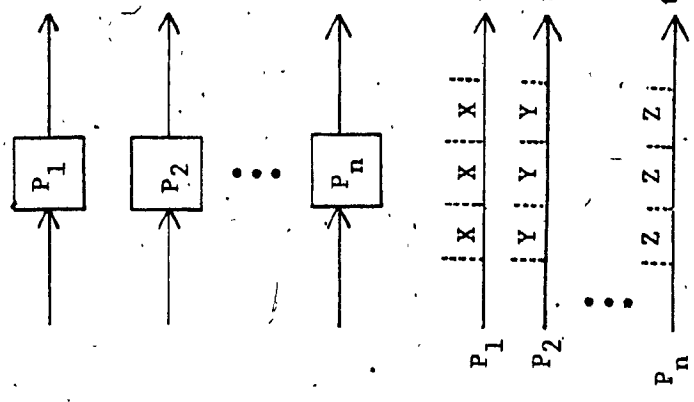 P1
P2
•••
Pn
P1 X X X
P2 Y Y Y
•••
Pn Z Z Z